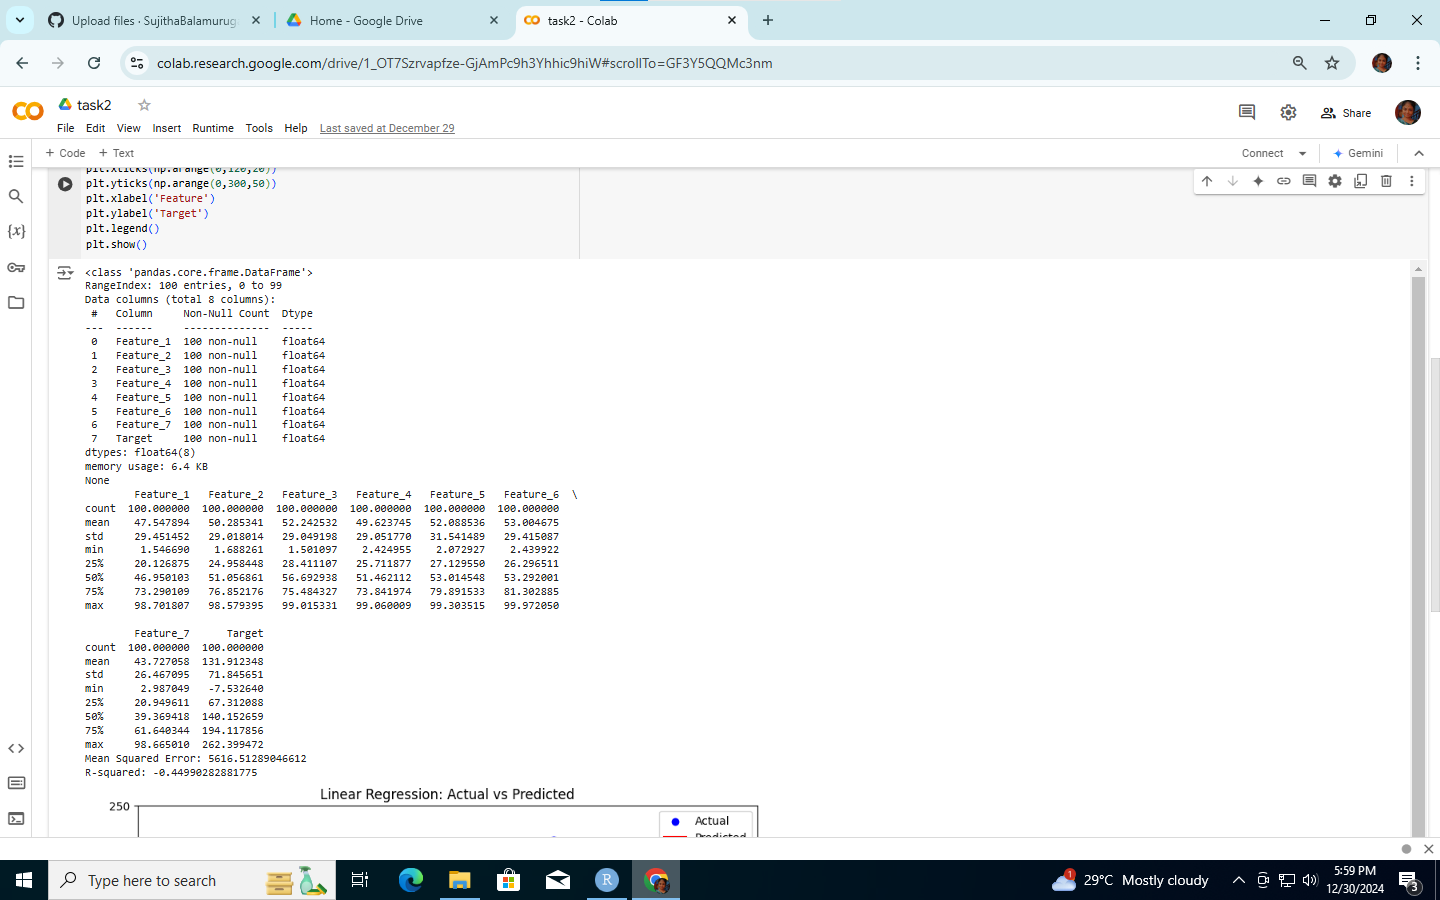 Upload files · SujithaBalamurug
Home - Google Drive
task2 - Colab
colab.research.google.com/drive/1_OT7Szrvapfze-GjAmPc9h3Yhhic9hiW#scrollTo=GF3Y5QQMc3nm
task2
File Edit View Insert Runtime Tools Help Last saved at December 29
Share
+ Code + Text
Connect
Gemini
plt.xticks(np.arange(0,120,20))
plt.yticks(np.arange(0,300,50))
plt.xlabel('Feature')
plt.ylabel('Target')
plt.legend()
plt.show()
<class 'pandas.core.frame.DataFrame'>
RangeIndex: 100 entries, 0 to 99
Data columns (total 8 columns):
 #   Column     Non-Null Count  Dtype
---  ------     --------------  -----
 0   Feature_1  100 non-null    float64
 1   Feature_2  100 non-null    float64
 2   Feature_3  100 non-null    float64
 3   Feature_4  100 non-null    float64
 4   Feature_5  100 non-null    float64
 5   Feature_6  100 non-null    float64
 6   Feature_7  100 non-null    float64
 7   Target     100 non-null    float64
dtypes: float64(8)
memory usage: 6.4 KB
None
        Feature_1   Feature_2   Feature_3   Feature_4   Feature_5   Feature_6  \
count  100.000000  100.000000  100.000000  100.000000  100.000000  100.000000
mean    47.547894   50.285341   52.242532   49.623745   52.088536   53.004675
std     29.451452   29.018014   29.049198   29.051770   31.541489   29.415087
min      1.546690    1.688261    1.501097    2.424955    2.072927    2.439922
25%     20.126875   24.958448   28.411107   25.711877   27.129550   26.296511
50%     46.950103   51.056861   56.692938   51.462112   53.014548   53.292001
75%     73.290109   76.852176   75.484327   73.841974   79.891533   81.302885
max     98.701807   98.579395   99.015331   99.060009   99.303515   99.972050
        Feature_7      Target
count  100.000000  100.000000
mean    43.727058  131.912348
std     26.467095   71.845651
min      2.987049   -7.532640
25%     20.949611   67.312088
50%     39.369418  140.152659
75%     61.640344  194.117856
max     98.665010  262.399472
Mean Squared Error: 5616.51289046612
R-squared: -0.44990282881775
Linear Regression: Actual vs Predicted
250
Actual
Predicted
Type here to search
1
29°C Mostly cloudy
5:59 PM
12/30/2024
3